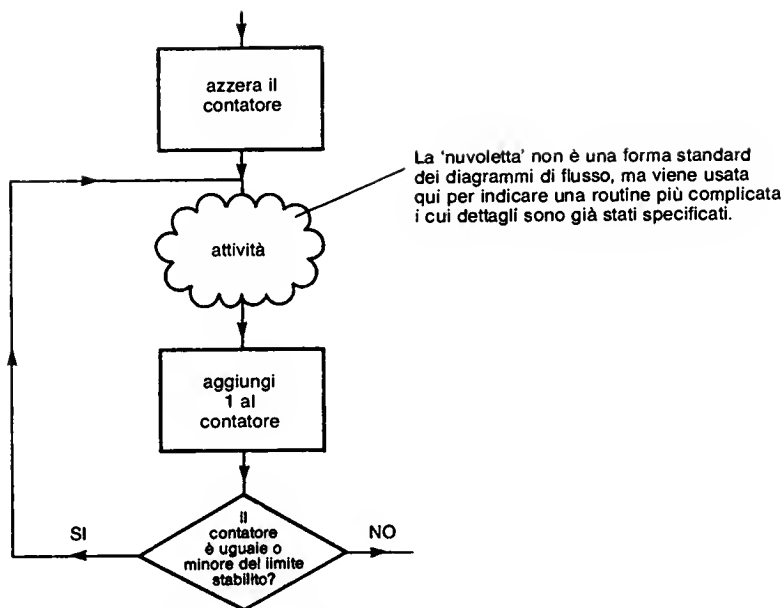 azzera il
contatore
La 'nuvoletta' non è una forma standard
dei diagrammi di flusso, ma viene usata
qui per indicare una routine più complicata
i cui dettagli sono già stati specificati.
attività
aggiungi
1 al
contatore
SI
Il
contatore
è uguale o
minore del limite
stabilito?
NO